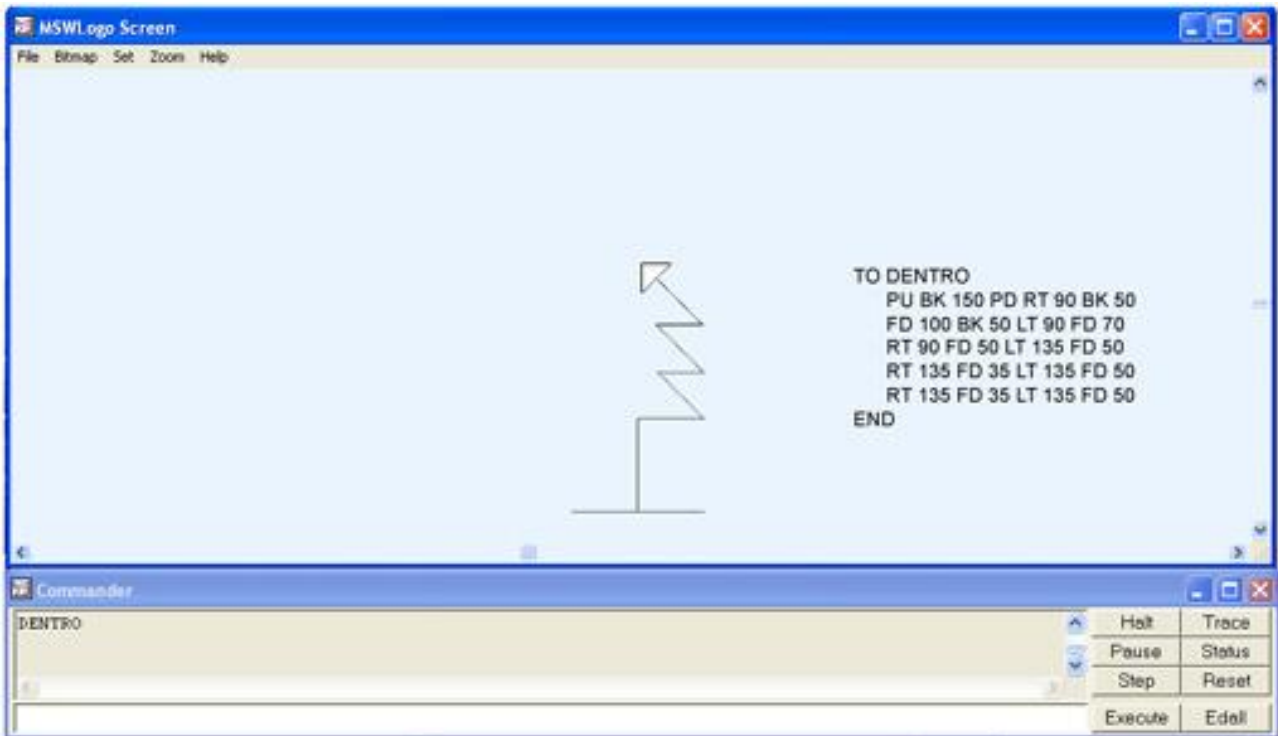 MSWLogo Screen
File Bitmap Set Zoom Help
TO DENTRO
PU BK 150 PD RT 90 BK 50
FD 100 BK 50 LT 90 FD 70
RT 90 FD 50 LT 135 FD 50
RT 135 FD 35 LT 135 FD 50
RT 135 FD 35 LT 135 FD 50
END
Commander
DENTRO
Halt Trace
Pause Status
Step Reset
Execute Edall